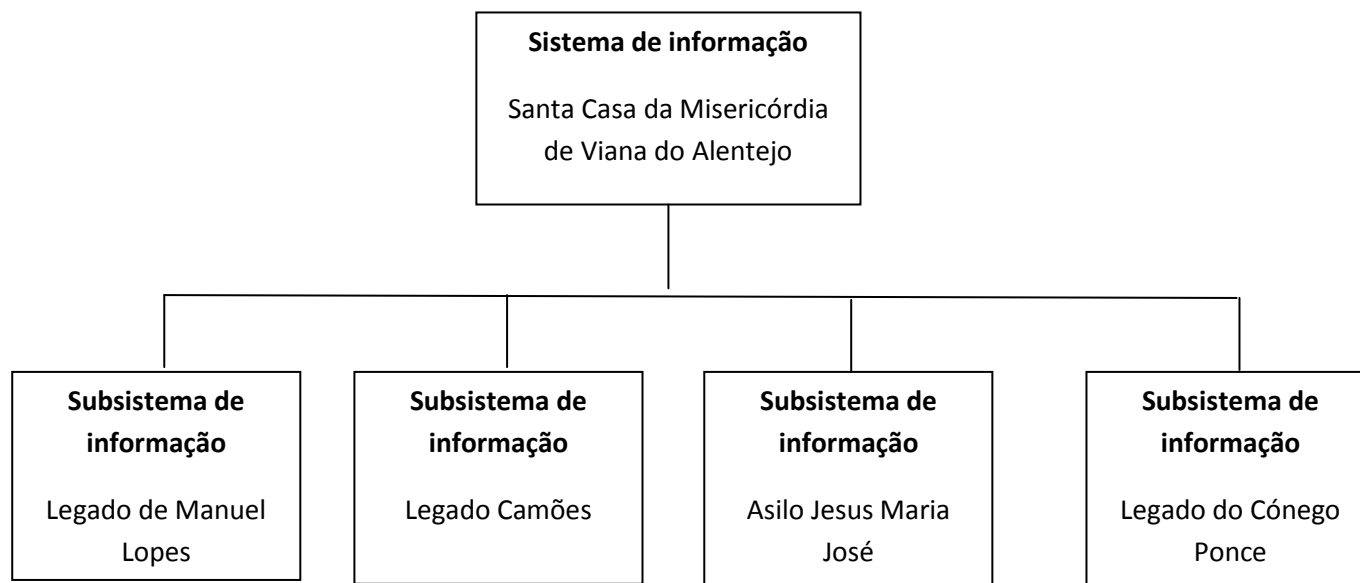 Sistema de informação
Santa Casa da Misericórdia
de Viana do Alentejo
Subsistema de
informação
Legado de Manuel
Lopes
Subsistema de
informação
Legado Camões
Subsistema de
informação
Asilo Jesus Maria
José
Subsistema de
informação
Legado do Cónego
Ponce